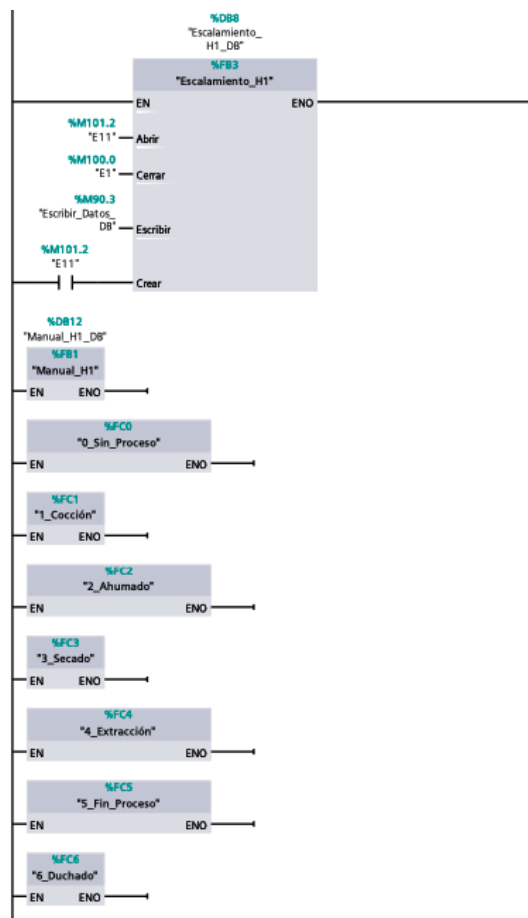 %DB8
"Escalamiento_
H1_DB"
%FB3
"Escalamiento_H1"
EN ENO
%M101.2
"E11" Abrir
%M100.0
"E1" Cerrar
%M90.3
"Escribir_Datos_
DB" Escribir
%M101.2
"E11"
Crear
%DB12
"Manual_H1_DB"
%FB1
"Manual_H1"
EN ENO
%FC0
"0_Sin_Proceso"
EN ENO
%FC1
"1_Cocción"
EN ENO
%FC2
"2_Ahumado"
EN ENO
%FC3
"3_Secado"
EN ENO
%FC4
"4_Extracción"
EN ENO
%FC5
"5_Fin_Proceso"
EN ENO
%FC6
"6_Duchado"
EN ENO